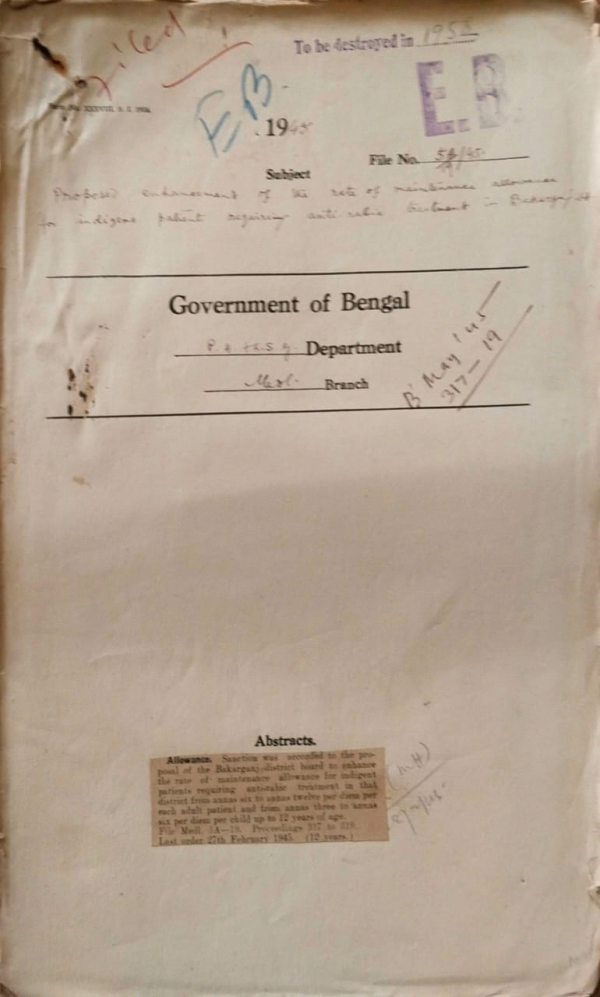 Filed
To be destroyed in 1958
EB
E. B.
1945
File No. 5A/45.
Subject
Proposed enhancement of the rate of maintenance allowance
for indigent patient requiring anti-rabic treatment in Bakarganj
Government of Bengal
Department
Medl. Branch
B' May '45
317-19
Abstracts.
Allowance. Sanction was accorded to the pro-
posal of the Bakarganj district board to enhance
the rate of maintenance allowance for indigent
patients requiring anti-rabic treatment in that
district from annas six to annas twelve per diem per
each adult patient and from annas three to annas
six per diem per child up to 12 years of age.
File Medl. 5A—19. Proceedings 317 to 319.
Last order 27th February 1945. (12 years.)